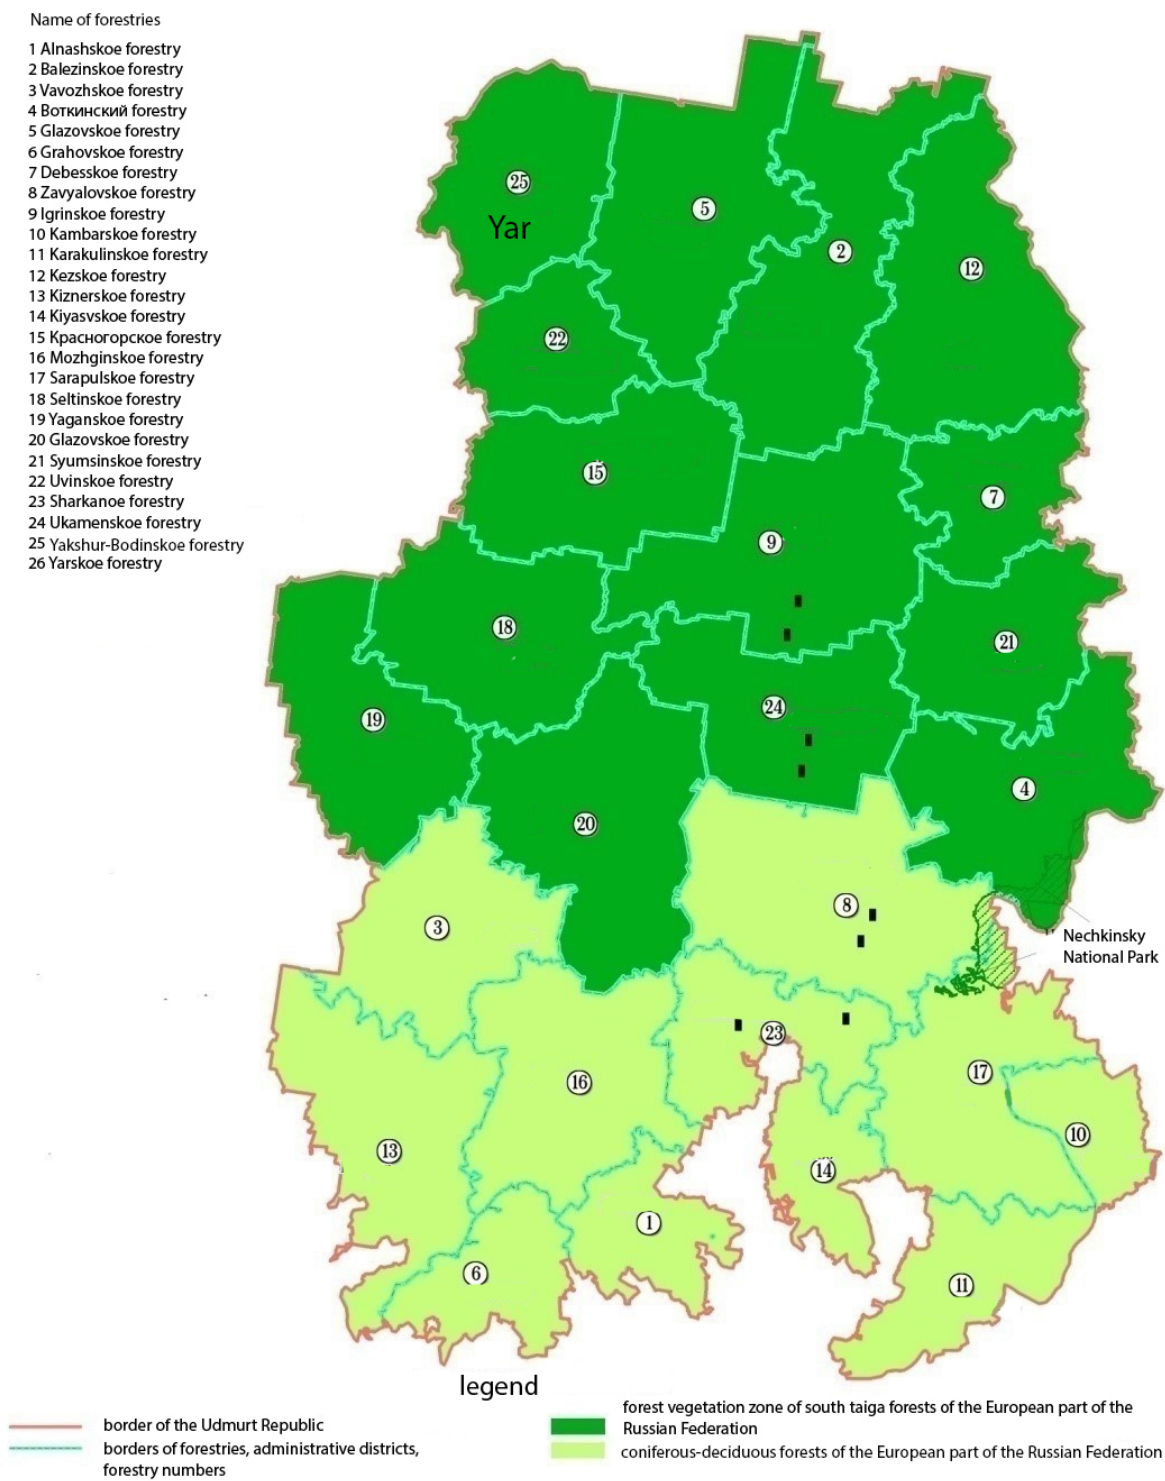 Name of forestries
1 Alnashskoe forestry
2 Balezinskoe forestry
3 Vavozhskoe forestry
4 Воткинский forestry
5 Glazovskoe forestry
6 Grahovskoe forestry
7 Debesskoe forestry
8 Zavyalovskoe forestry
9 Igrinskoe forestry
10 Kambarskoe forestry
11 Karakulinskoe forestry
12 Kezskoe forestry
13 Kiznerskoe forestry
14 Kiyasvskoe forestry
15 Красногорское forestry
16 Mozhginskoe forestry
17 Sarapulskoe forestry
18 Seltinskoe forestry
19 Yaganskoe forestry
20 Glazovskoe forestry
21 Syumsinskoe forestry
22 Uvinskoe forestry
23 Sharkanoe forestry
24 Ukamenskoe forestry
25 Yakshur-Bodinskoe forestry
26 Yarskoe forestry
25
Yar
5
2
12
22
15
7
9
18
21
24
19
4
20
8
3
Nechkinsky
National Park
23
17
16
10
13
14
1
6
11
legend
border of the Udmurt Republic
borders of forestries, administrative districts,
forestry numbers
forest vegetation zone of south taiga forests of the European part of the
Russian Federation
coniferous-deciduous forests of the European part of the Russian Federation